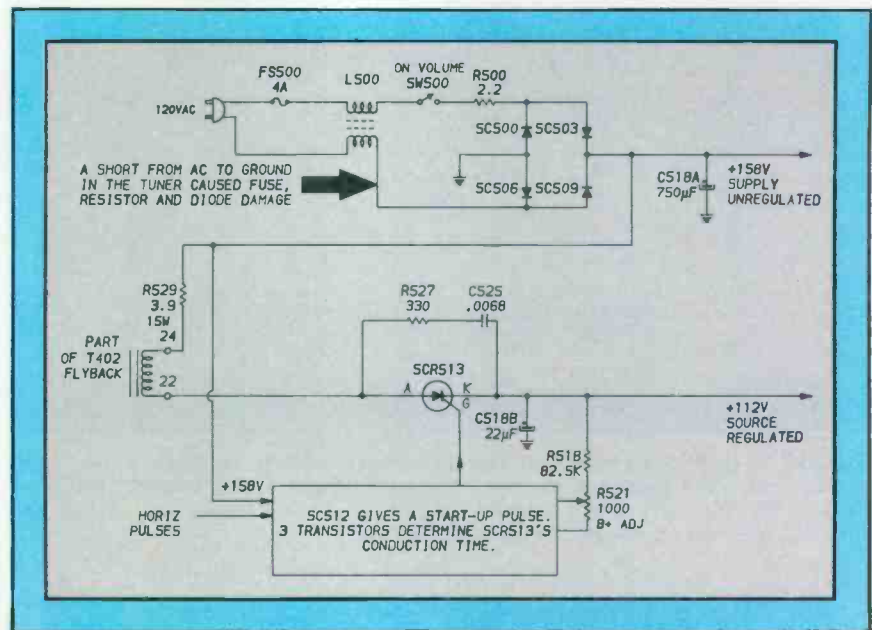 FS500
4A
120VAC
L500
ON VOLUME
SW500
R500
2.2
SC500
SC503
SC506
SC509
A SHORT FROM AC TO GROUND
IN THE TUNER CAUSED FUSE,
RESISTOR AND DIODE DAMAGE
C518A
750µF
+158V
SUPPLY
UNREGULATED
R529
3.9
15W
24
PART
OF T402
FLYBACK
22
R527
330
C525
.0068
SCR513
A
K
G
C518B
22µF
+112V
SOURCE
REGULATED
R518
82.5K
R521
1000
B+ ADJ
+158V
HORIZ
PULSES
SC512 GIVES A START-UP PULSE.
3 TRANSISTORS DETERMINE SCR513'S
CONDUCTION TIME.